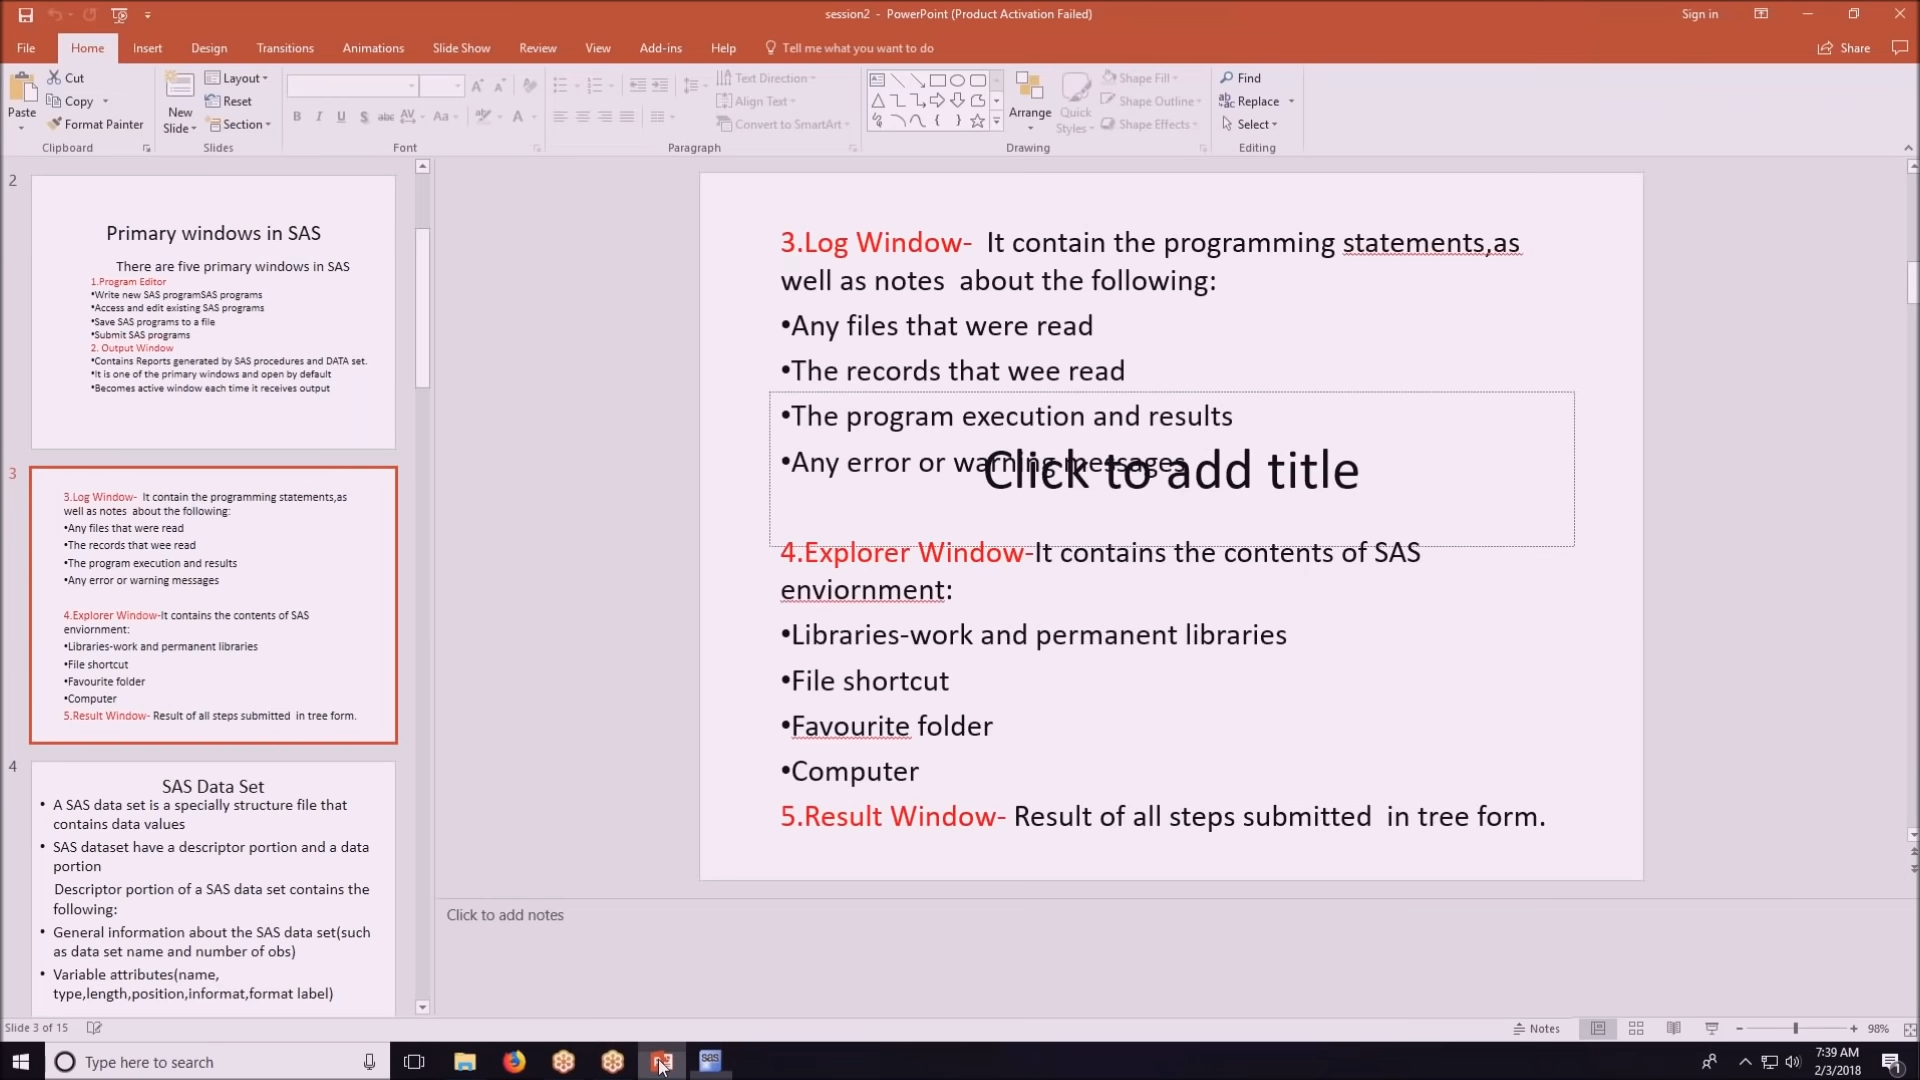 session2 - PowerPoint (Product Activation Failed)
Sign in
File
Home
Insert
Design
Transitions
Animations
Slide Show
Review
View
Add-ins
Help
Tell me what you want to do
Share
Paste
Cut
Copy
Format Painter
Clipboard
New
Slide
Layout
Reset
Section
Slides
Font
Text Direction
Align Text
Convert to SmartArt
Paragraph
Arrange
Quick
Styles
Shape Fill
Shape Outline
Shape Effects
Drawing
Find
Replace
Select
Editing
2
Primary windows in SAS
There are five primary windows in SAS
1.Program Editor
•Write new SAS programSAS programs
•Access and edit existing SAS programs
•Save SAS programs to a file
•Submit SAS programs
2. Output Window
•Contains Reports generated by SAS procedures and DATA set.
•It is one of the primary windows and open by default
•Becomes active window each time it receives output
3
3.Log Window- It contain the programming statements,as
well as notes about the following:
•Any files that were read
•The records that wee read
•The program execution and results
•Any error or warning messages
4.Explorer Window-It contains the contents of SAS
enviornment:
•Libraries-work and permanent libraries
•File shortcut
•Favourite folder
•Computer
5.Result Window- Result of all steps submitted in tree form.
4
SAS Data Set
• A SAS data set is a specially structure file that
contains data values
• SAS dataset have a descriptor portion and a data
portion
Descriptor portion of a SAS data set contains the
following:
• General information about the SAS data set(such
as data set name and number of obs)
• Variable attributes(name,
type,length,position,informat,format label)
3.Log Window- It contain the programming statements,as
well as notes about the following:
•Any files that were read
•The records that wee read
•The program execution and results
•Any error or warning messages
Click to add title
4.Explorer Window-It contains the contents of SAS
enviornment:
•Libraries-work and permanent libraries
•File shortcut
•Favourite folder
•Computer
5.Result Window- Result of all steps submitted in tree form.
Click to add notes
Slide 3 of 15
Notes
98%
Type here to search
sas
7:39 AM
2/3/2018
1